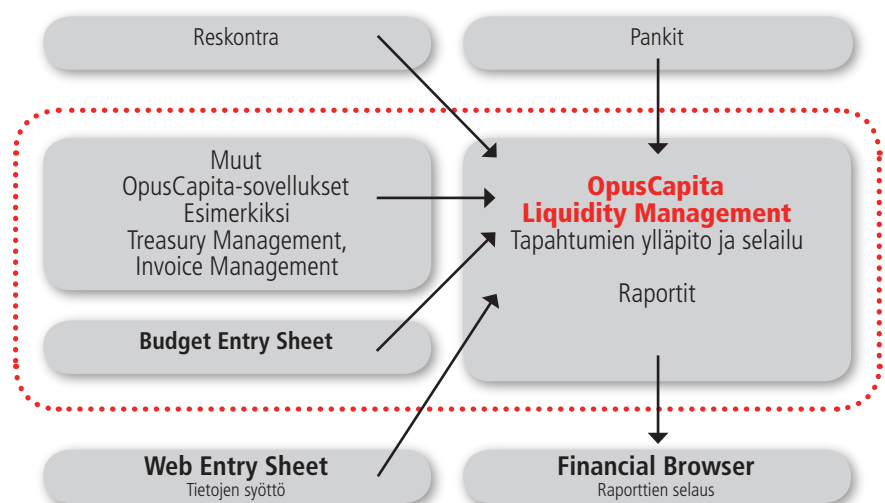 Reskontra
Pankit
Muut
OpusCapita-sovellukset
Esimerkiksi
Treasury Management,
Invoice Management
OpusCapita
Liquidity Management
Tapahtumien ylläpito ja selailu
Raportit
Budget Entry Sheet
Web Entry Sheet
Tietojen syöttö
Financial Browser
Raporttien selaus